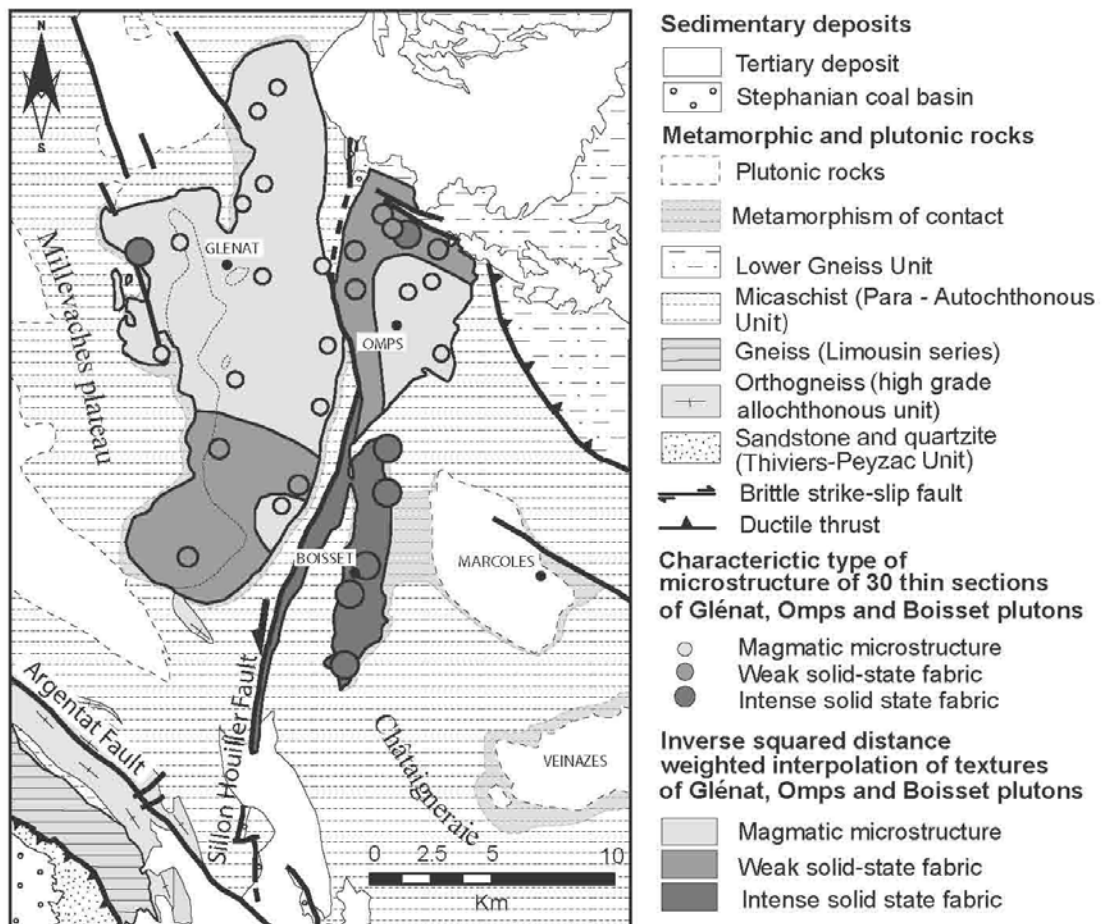 N
S
GLENAT
OMPS
BOISSET
MARCOLES
VEINAZES
Millevaches plateau
Argentat Fault
Sillon Houiller Fault
Châtaigneraie
0 2.5 5 10
Km
Sedimentary deposits
Tertiary deposit
Stephanian coal basin
Metamorphic and plutonic rocks
Plutonic rocks
Metamorphism of contact
Lower Gneiss Unit
Micaschist (Para - Autochthonous
Unit)
Gneiss (Limousin series)
Orthogneiss (high grade
allochthonous unit)
Sandstone and quartzite
(Thiviers-Peyzac Unit)
Brittle strike-slip fault
Ductile thrust
Characterictic type of
microstructure of 30 thin sections
of Glénat, Omps and Boisset plutons
Magmatic microstructure
Weak solid-state fabric
Intense solid state fabric
Inverse squared distance
weighted interpolation of textures
of Glénat, Omps and Boisset plutons
Magmatic microstructure
Weak solid-state fabric
Intense solid state fabric